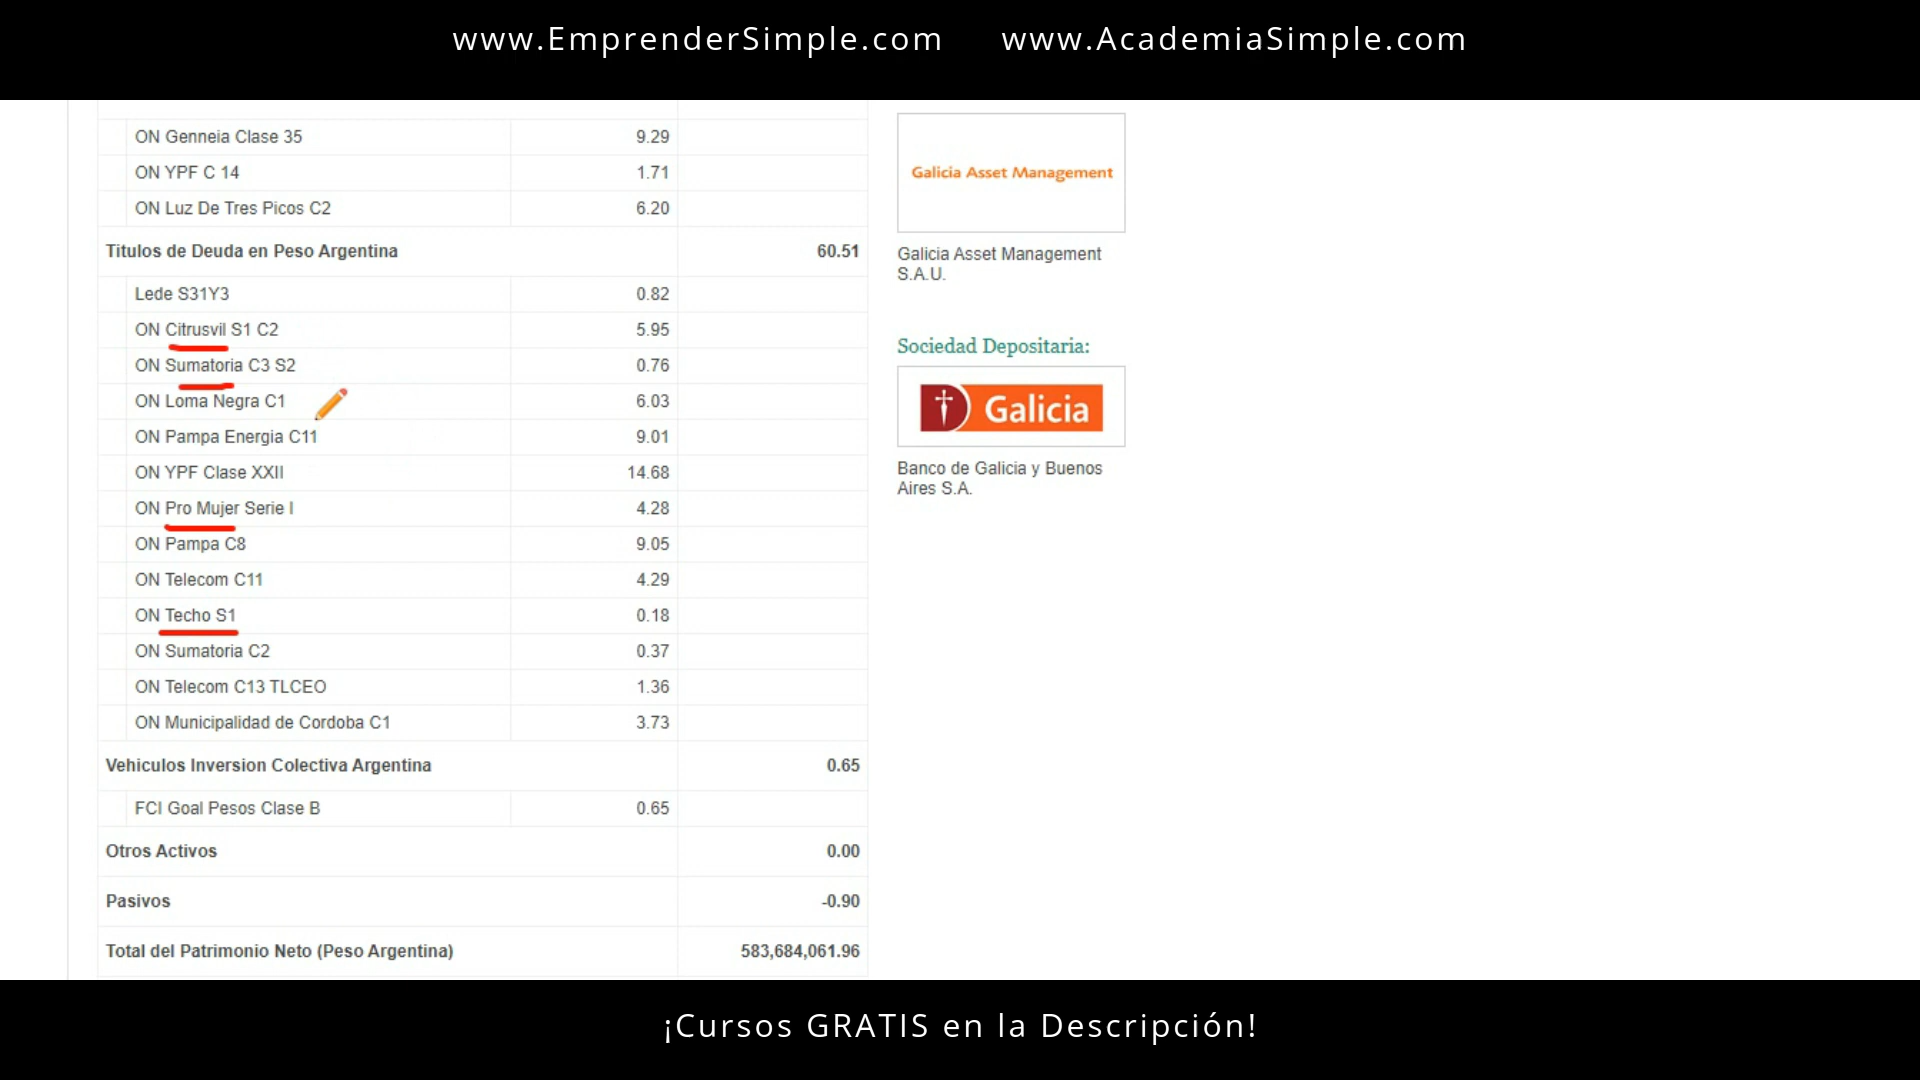 www.EmprenderSimple.com www.AcademiaSimple.com
ON Genneia Clase 35 9.29
ON YPF C 14 1.71
ON Luz De Tres Picos C2 6.20
Titulos de Deuda en Peso Argentina 60.51
Lede S31Y3 0.82
ON Citrusvil S1 C2 5.95
ON Sumatoria C3 S2 0.76
ON Loma Negra C1 6.03
ON Pampa Energia C11 9.01
ON YPF Clase XXII 14.68
ON Pro Mujer Serie I 4.28
ON Pampa C8 9.05
ON Telecom C11 4.29
ON Techo S1 0.18
ON Sumatoria C2 0.37
ON Telecom C13 TLCEO 1.36
ON Municipalidad de Cordoba C1 3.73
Vehiculos Inversion Colectiva Argentina 0.65
FCI Goal Pesos Clase B 0.65
Otros Activos 0.00
Pasivos -0.90
Total del Patrimonio Neto (Peso Argentina) 583,684,061.96
Galicia Asset Management
Galicia Asset Management
S.A.U.
Sociedad Depositaria:
Galicia
Banco de Galicia y Buenos
Aires S.A.
¡Cursos GRATIS en la Descripción!